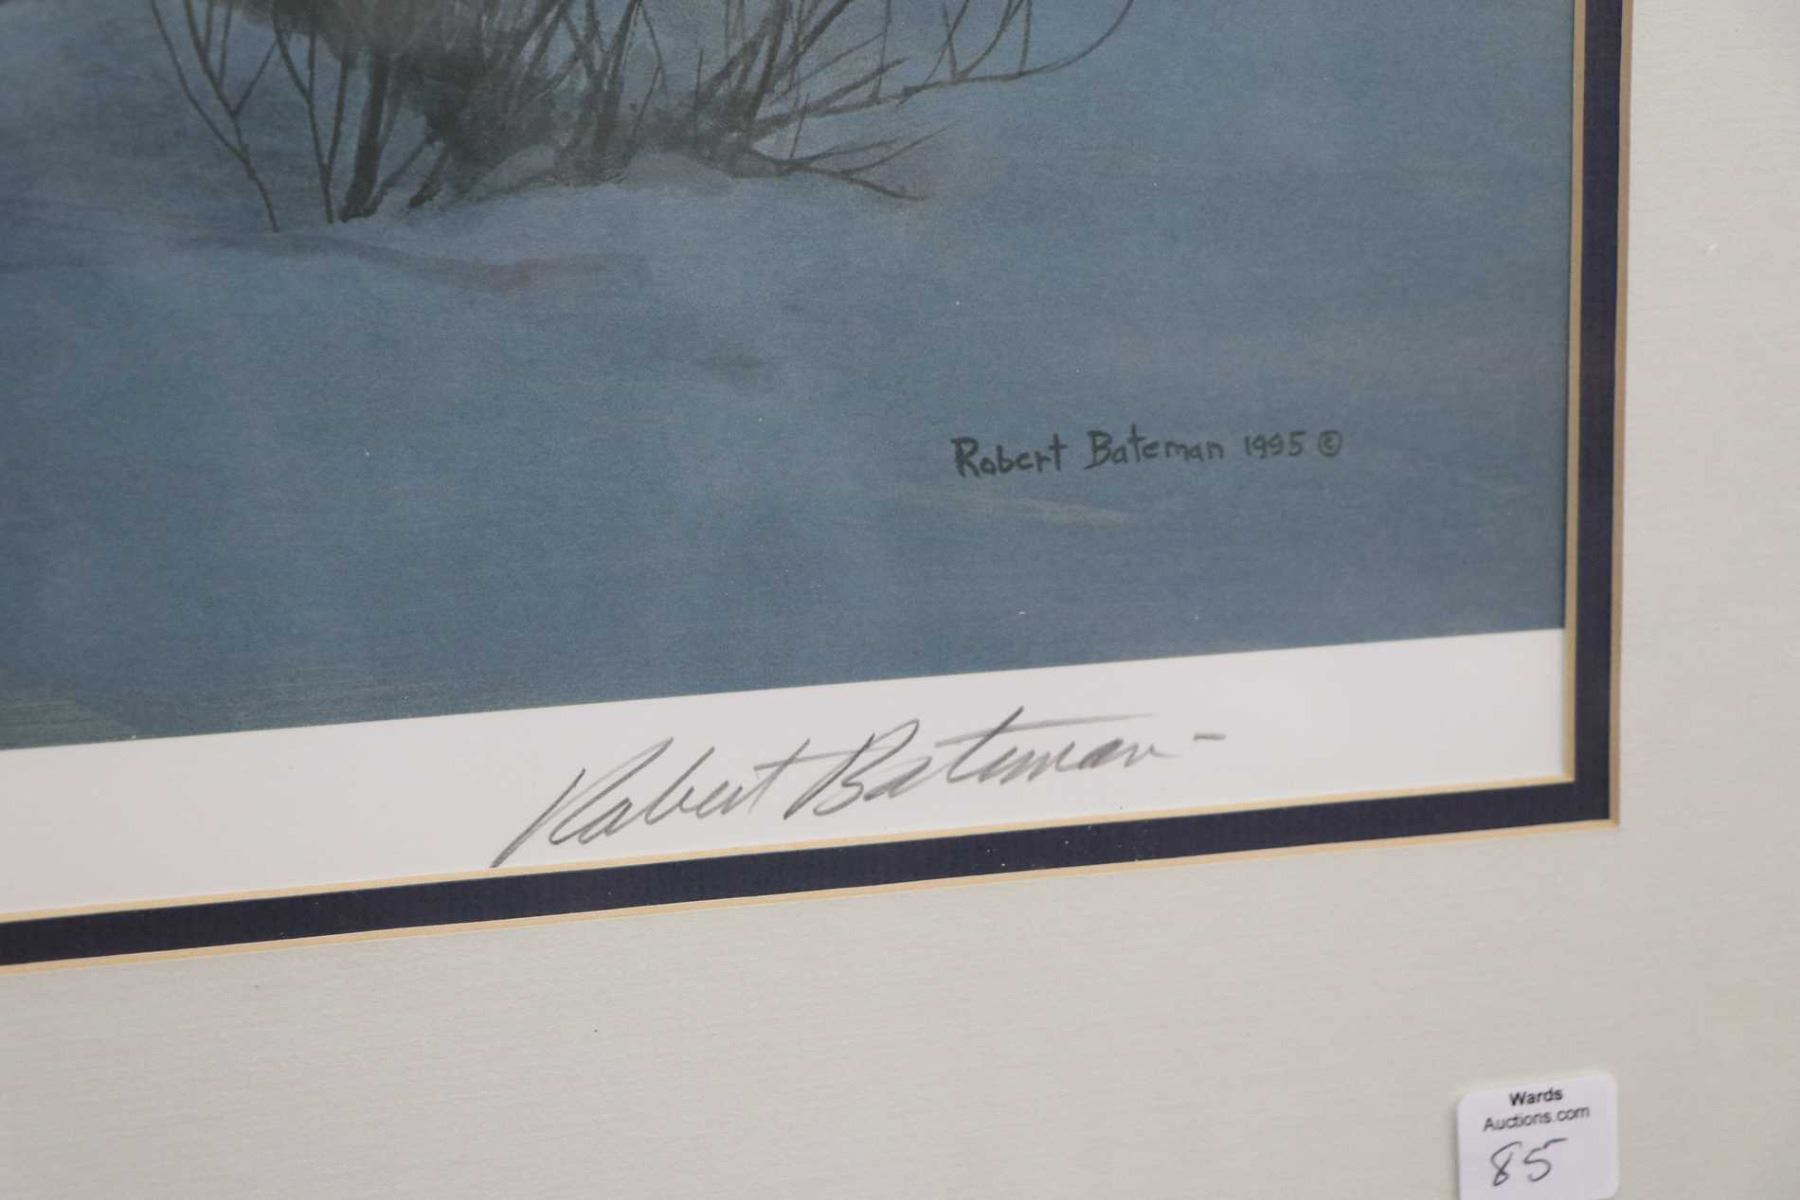 Robert Bateman 1995 ©
Robert Bateman -
Wards
Auctions.com
85